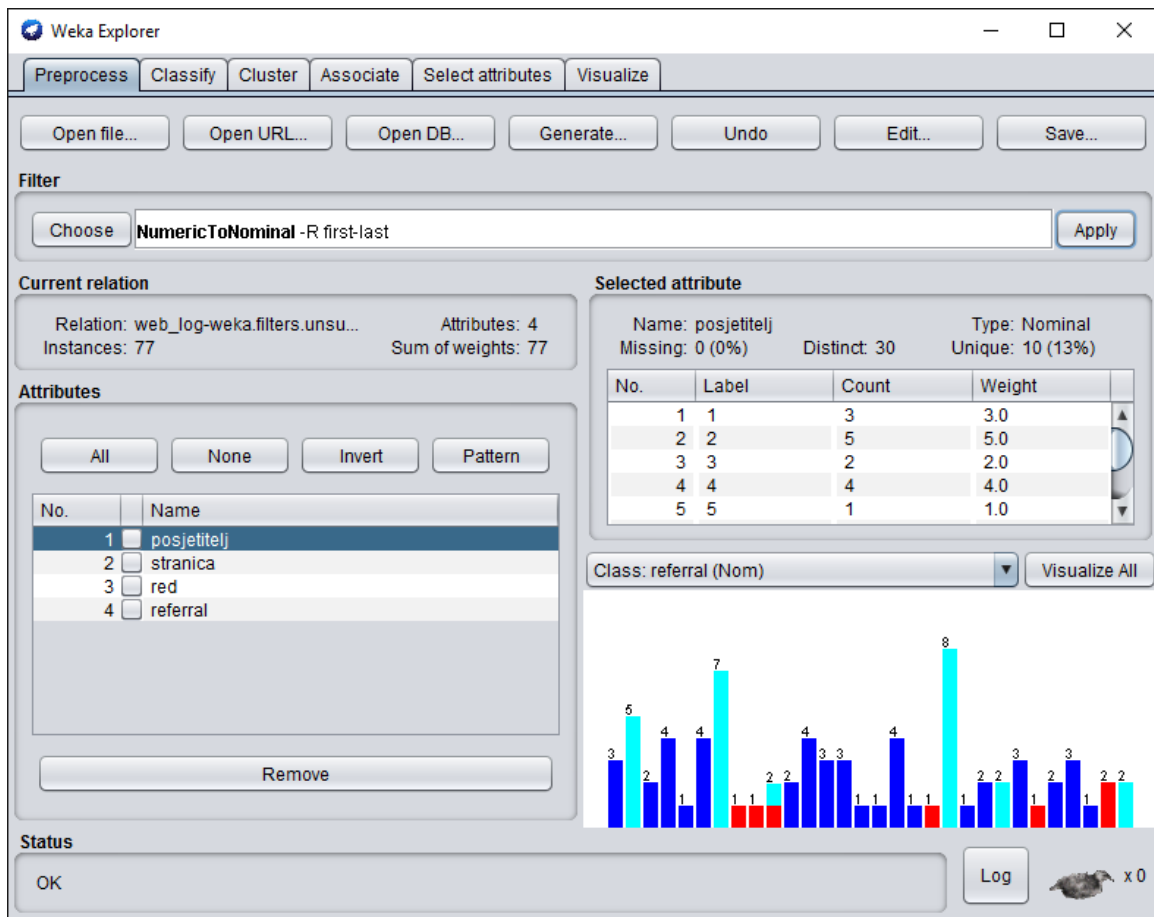 Weka Explorer
Preprocess Classify Cluster Associate Select attributes Visualize
Open file... Open URL... Open DB... Generate... Undo Edit... Save...
Filter
Choose NumericToNominal -R first-last Apply
Current relation
Relation: web_log-weka.filters.unsu... Attributes: 4
Instances: 77 Sum of weights: 77
Attributes
All None Invert Pattern
No. Name
1 posjetitelj
2 stranica
3 red
4 referral
Remove
Selected attribute
Name: posjetitelj Type: Nominal
Missing: 0 (0%) Distinct: 30 Unique: 10 (13%)
No. Label Count Weight
1 1 3 3.0
2 2 5 5.0
3 3 2 2.0
4 4 4 4.0
5 5 1 1.0
Class: referral (Nom) Visualize All
3 5 2 4 1 4 7 1 1 2 2 4 3 3 1 1 4 1 1 8 1 2 2 3 1 2 3 1 2 2
Status
OK Log x 0